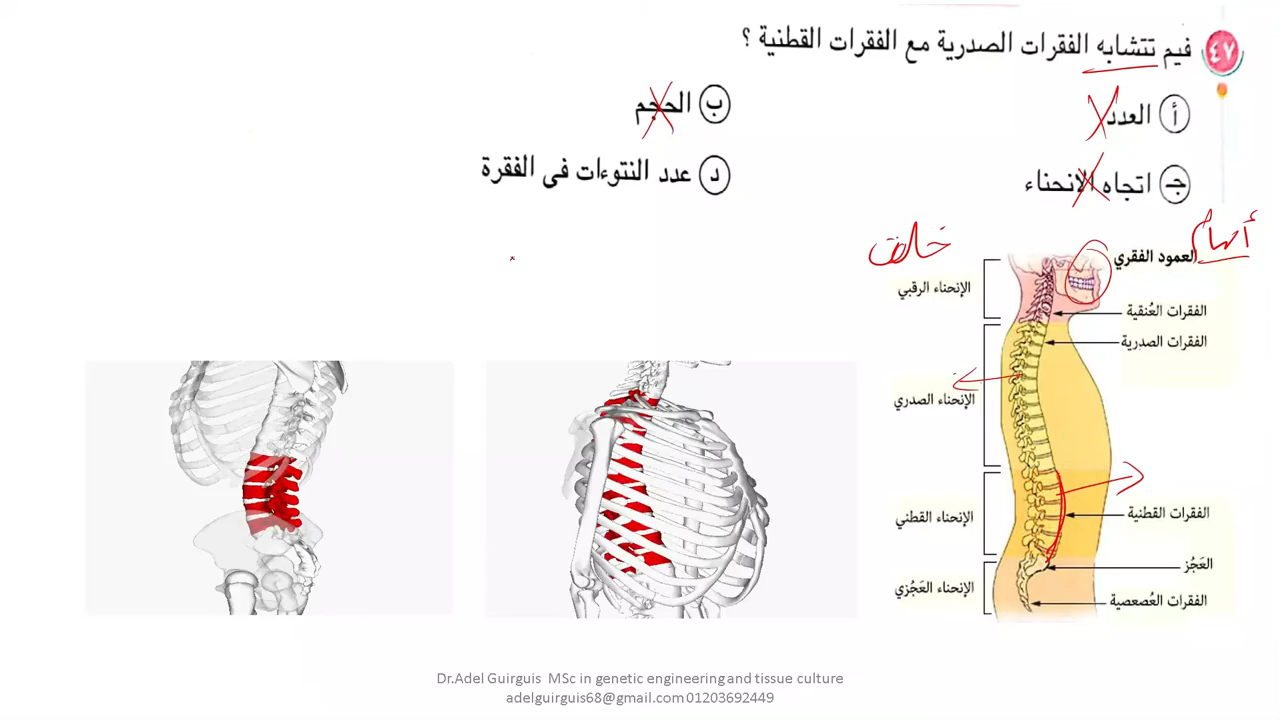 ٤٧ فيم تتشابه الفقرات الصدرية مع الفقرات القطنية ؟
أ العدد
ب الحجم
ج اتجاه الانحناء
د عدد النتوءات فى الفقرة
أمام
خلف
العمود الفقري
الإنحناء الرقبي
الفقرات العُنقية
الفقرات الصدرية
الإنحناء الصدري
الفقرات القطنية
الإنحناء القطني
العَجُز
الإنحناء العَجُزي
الفقرات العُصعصية
Dr.Adel Guirguis MSc in genetic engineering and tissue culture
adelguirguis68@gmail.com 01203692449